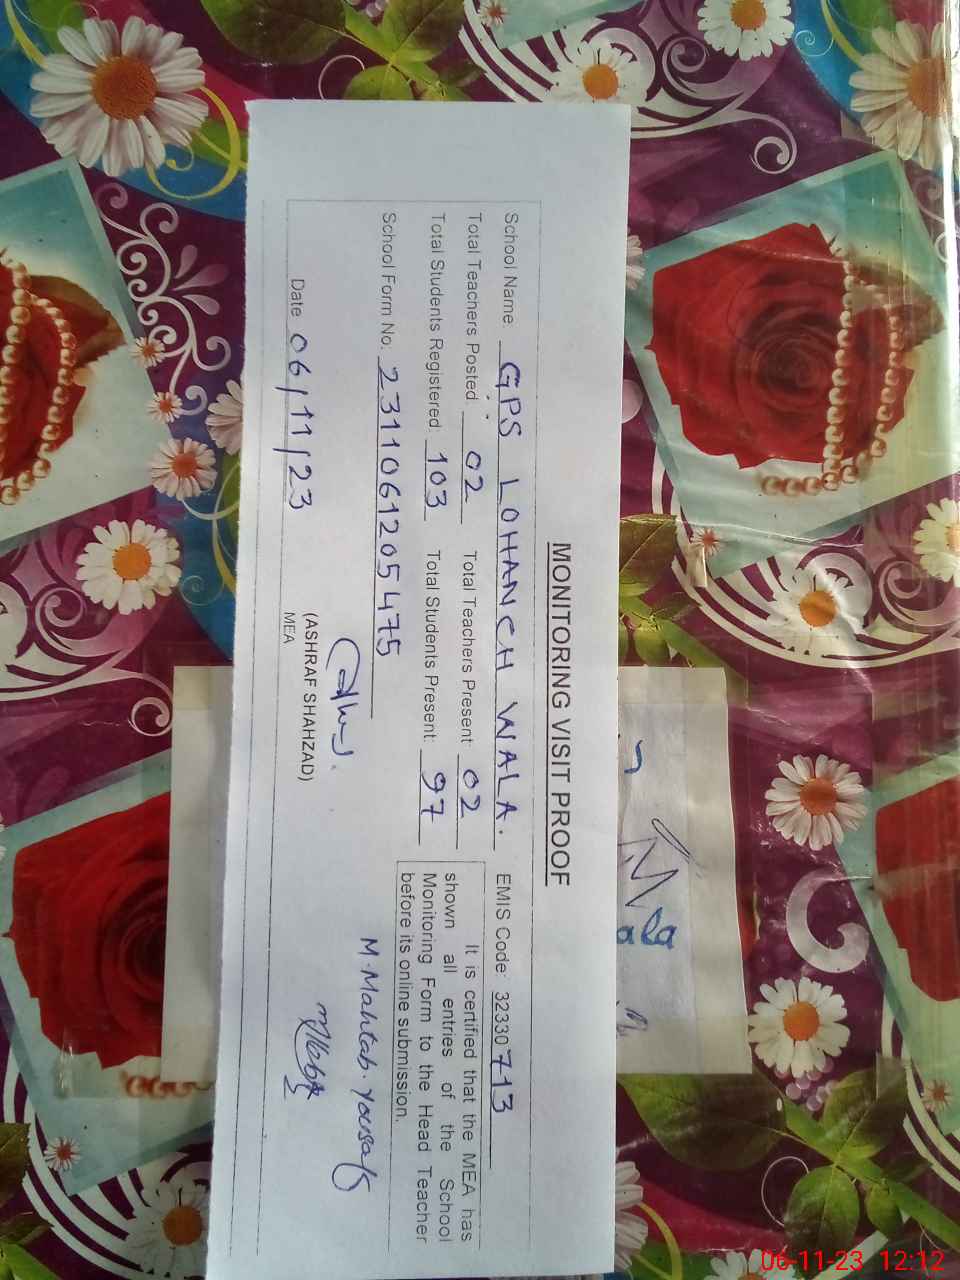 MONITORING VISIT PROOF
School Name: GPS LOHANCH WALA. EMIS Code: 32330713
Total Teachers Posted: 02 Total Teachers Present: 02
Total Students Registered: 103 Total Students Present: 97
School Form No. 2311061205475
It is certified that the MEA has
shown all entries of the School
Monitoring Form to the Head Teacher
before its online submission.
M. Mahtab. Yousaf
(ASHRAF SHAHZAD)
MEA
Date 06/11/23
ala
06-11-23 12:12